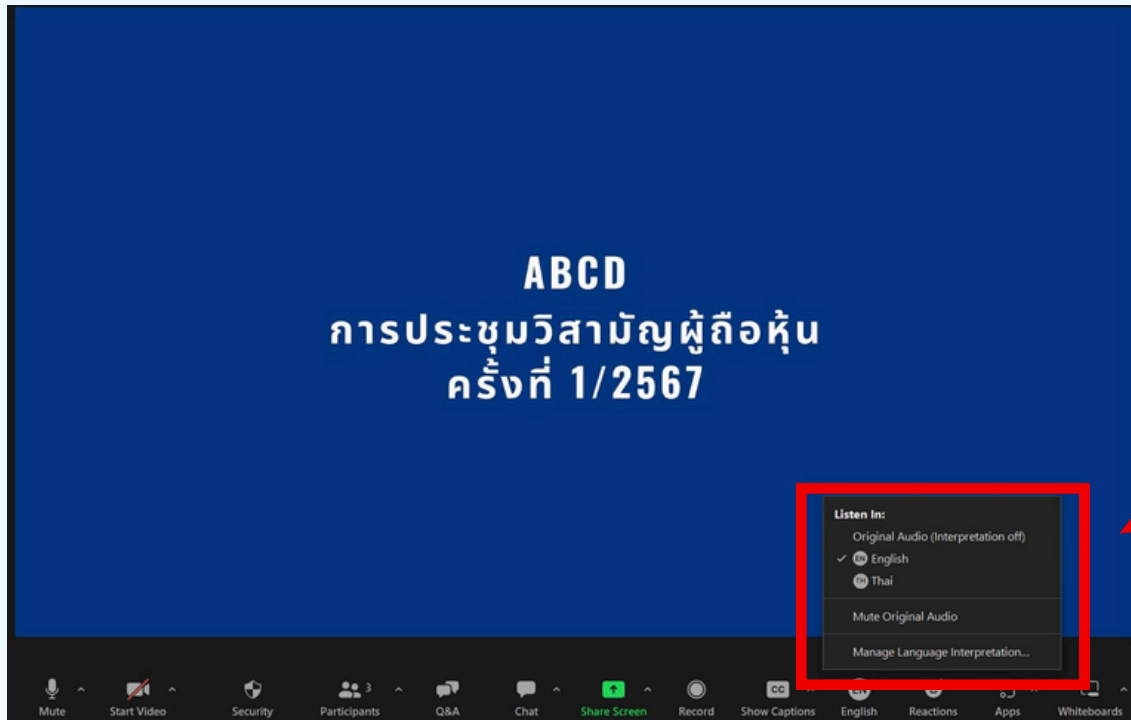 ABCD
การประชุมวิสามัญผู้ถือหุ้น
ครั้งที่ 1/2567
Listen In:
Original Audio (Interpretation off)
EN English
TH Thai
Mute Original Audio
Manage Language Interpretation...
3
CC
EN
Mute
Start Video
Security
Participants
Q&A
Chat
Share Screen
Record
Show Captions
English
Reactions
Apps
Whiteboards